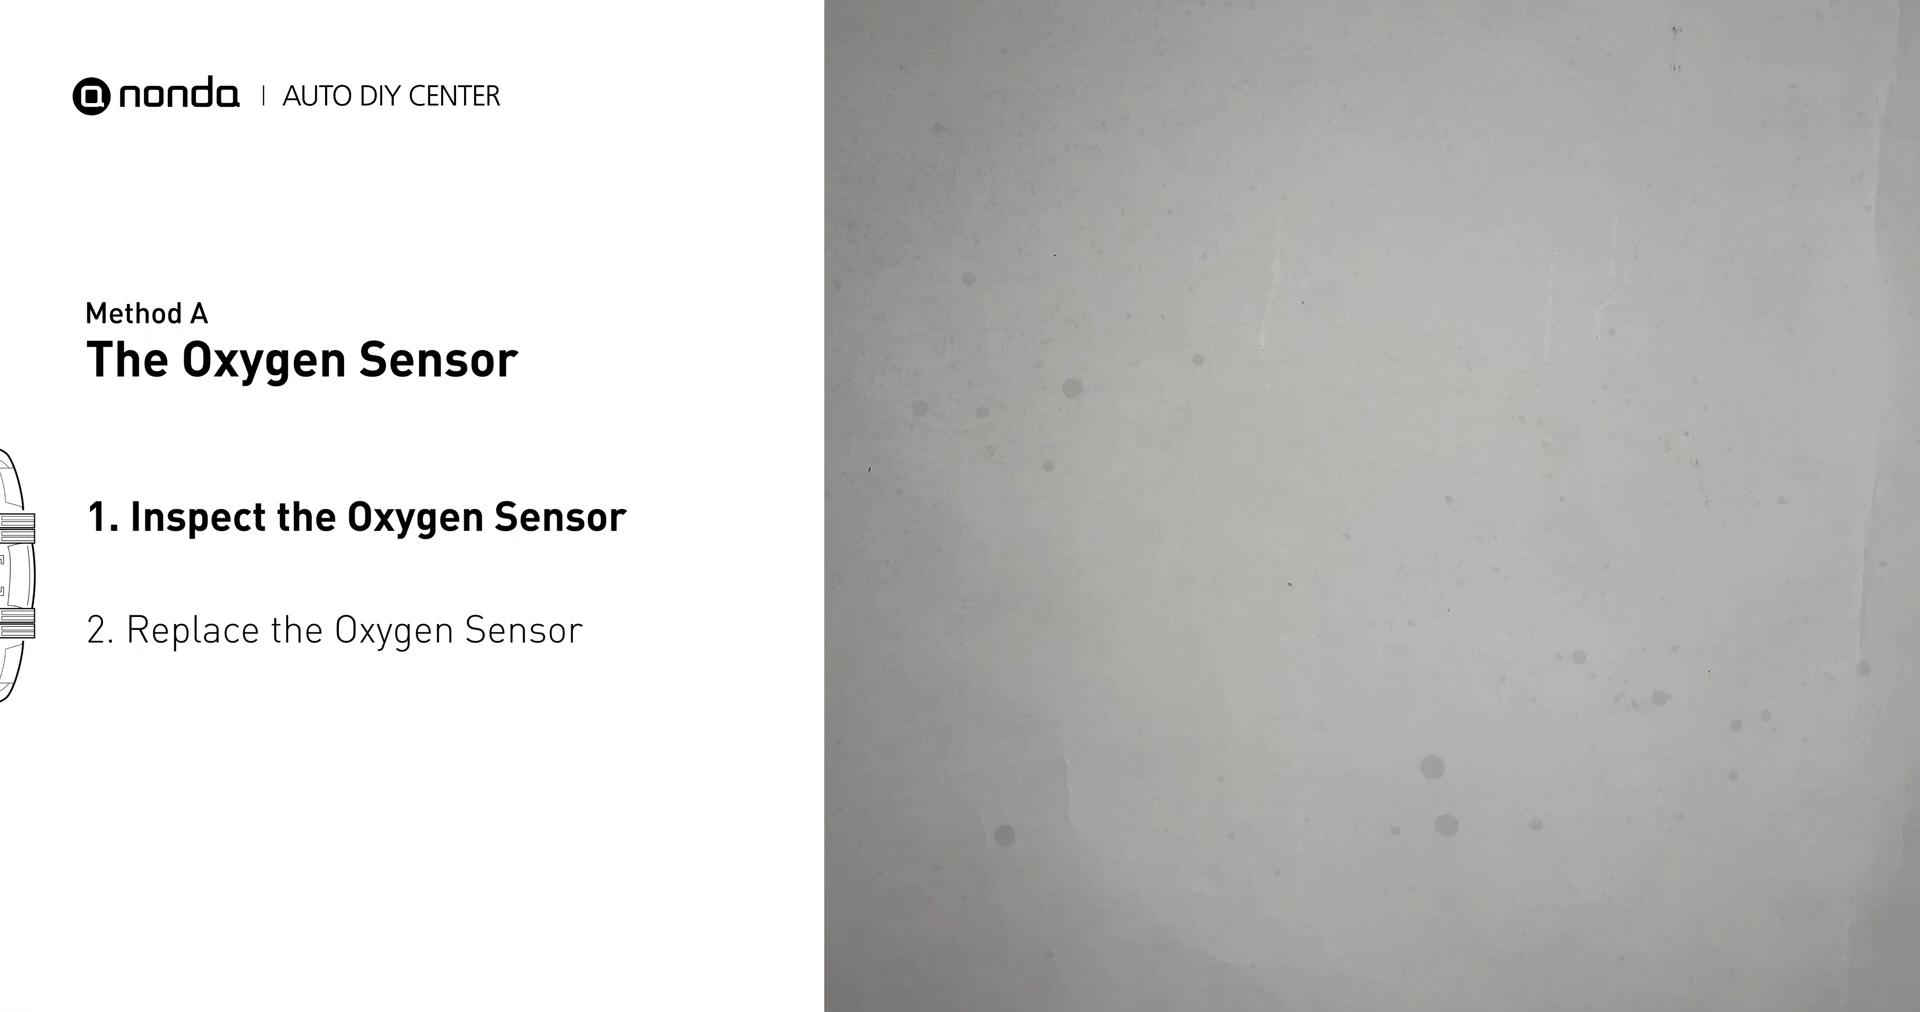 nonda | AUTO DIY CENTER
Method A
The Oxygen Sensor
1. Inspect the Oxygen Sensor
2. Replace the Oxygen Sensor